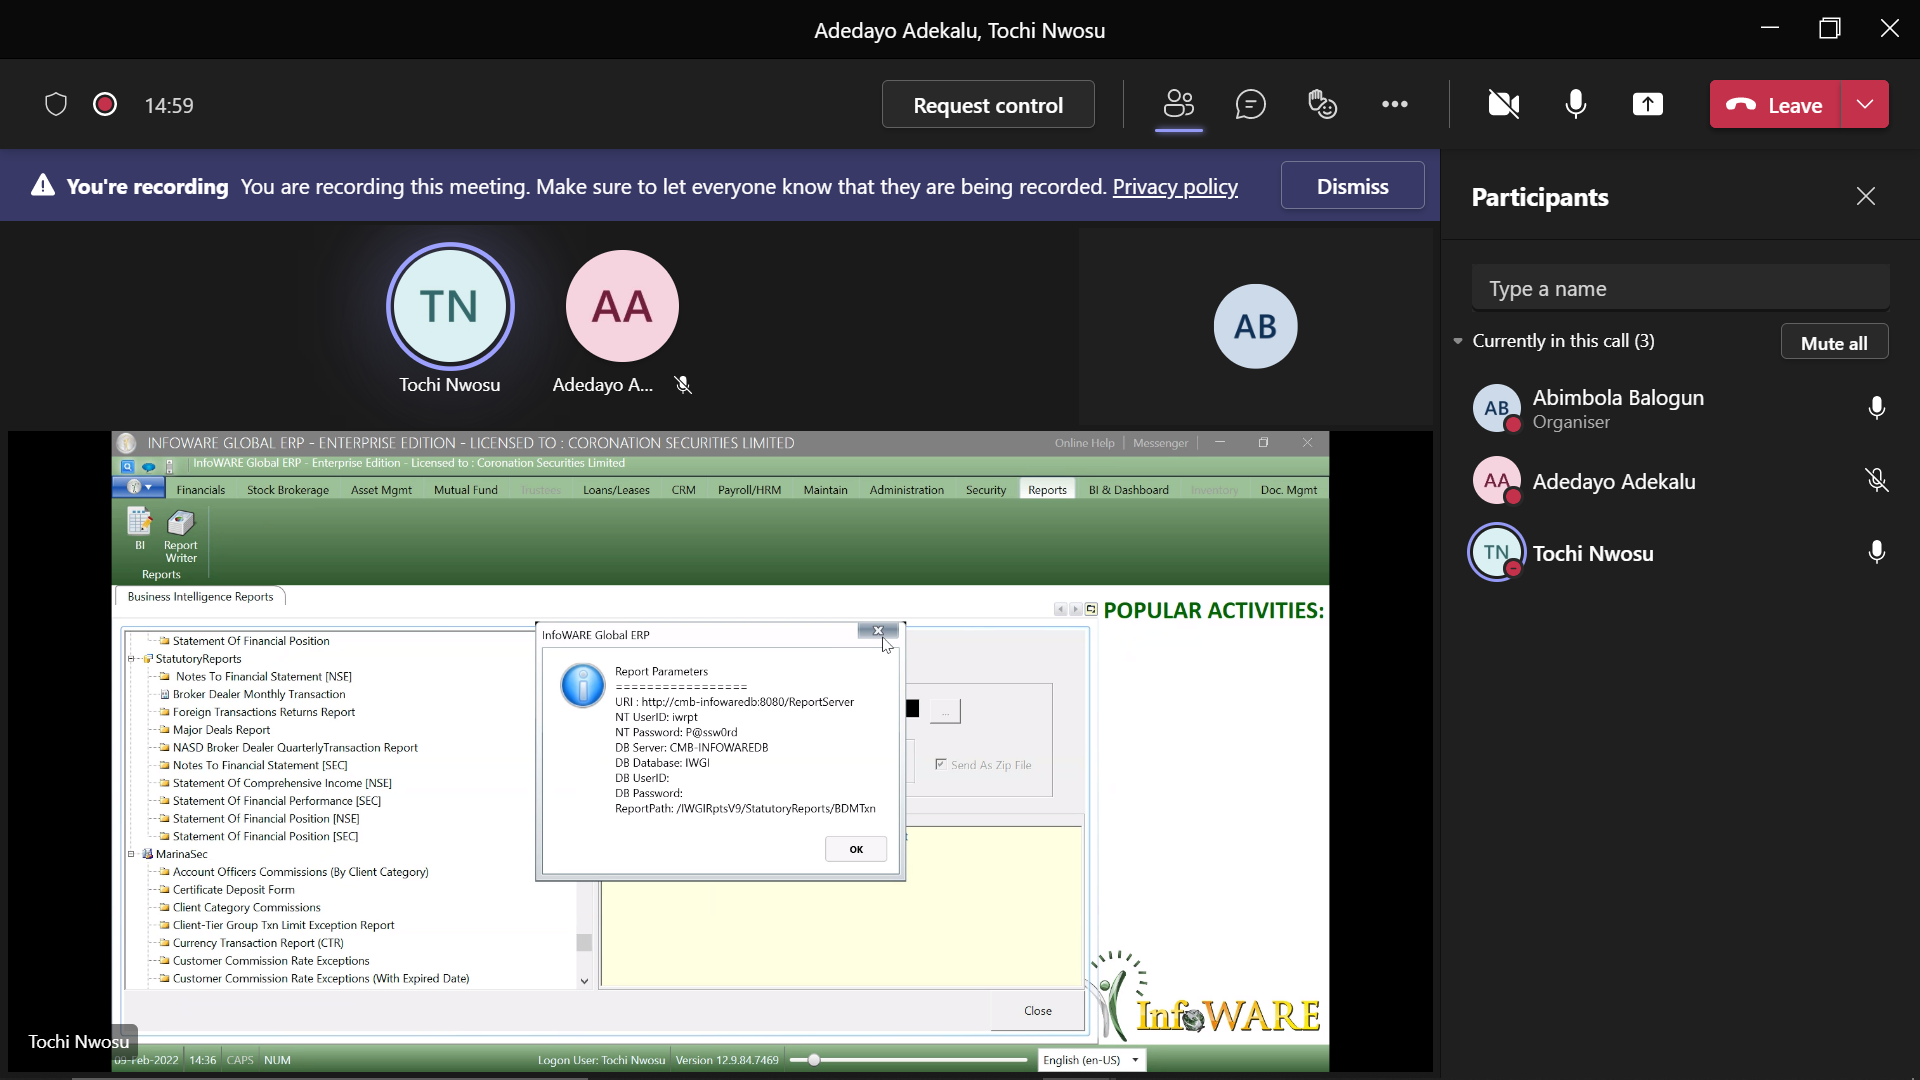 Adedayo Adekalu, Tochi Nwosu
14:59
Request control
Leave
You're recording You are recording this meeting. Make sure to let everyone know that they are being recorded. Privacy policy
Dismiss
Participants
Type a name
Currently in this call (3)
Mute all
AB
Abimbola Balogun
Organiser
AA
Adedayo Adekalu
TN
Tochi Nwosu
TN
Tochi Nwosu
AA
Adedayo A...
AB
INFOWARE GLOBAL ERP - ENTERPRISE EDITION - LICENSED TO : CORONATION SECURITIES LIMITED
Online Help
Messenger
InfoWARE Global ERP - Enterprise Edition - Licensed to : Coronation Securities Limited
Financials Stock Brokerage Asset Mgmt Mutual Fund Trustees Loans/Leases CRM Payroll/HRM Maintain Administration Security Reports BI & Dashboard Inventory Doc. Mgmt
BI
Report
Writer
Reports
Business Intelligence Reports
POPULAR ACTIVITIES:
Statement Of Financial Position
StatutoryReports
Notes To Financial Statement [NSE]
Broker Dealer Monthly Transaction
Foreign Transactions Returns Report
Major Deals Report
NASD Broker Dealer QuarterlyTransaction Report
Notes To Financial Statement [SEC]
Statement Of Comprehensive Income [NSE]
Statement Of Financial Performance [SEC]
Statement Of Financial Position [NSE]
Statement Of Financial Position [SEC]
MarinaSec
Account Officers Commissions (By Client Category)
Certificate Deposit Form
Client Category Commissions
Client-Tier Group Txn Limit Exception Report
Currency Transaction Report (CTR)
Customer Commission Rate Exceptions
Customer Commission Rate Exceptions (With Expired Date)
InfoWARE Global ERP
Report Parameters
=================
URI : http://cmb-infowaredb:8080/ReportServer
NT UserID: iwrpt
NT Password: P@ssw0rd
DB Server: CMB-INFOWAREDB
DB Database: IWGI
DB UserID:
DB Password:
ReportPath: /IWGIRptsV9/StatutoryReports/BDMTxn
OK
...
Send As Zip File
Close
InfoWARE
Tochi Nwosu
09-Feb-2022 14:36 CAPS NUM
Logon User: Tochi Nwosu Version 12.9.84.7469
English (en-US)